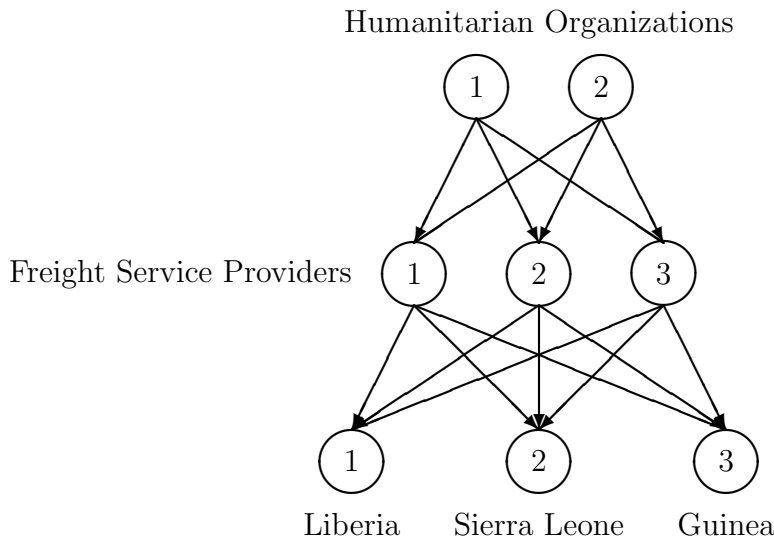 Humanitarian Organizations
1 2
Freight Service Providers 1 2 3
1 2 3
Liberia Sierra Leone Guinea